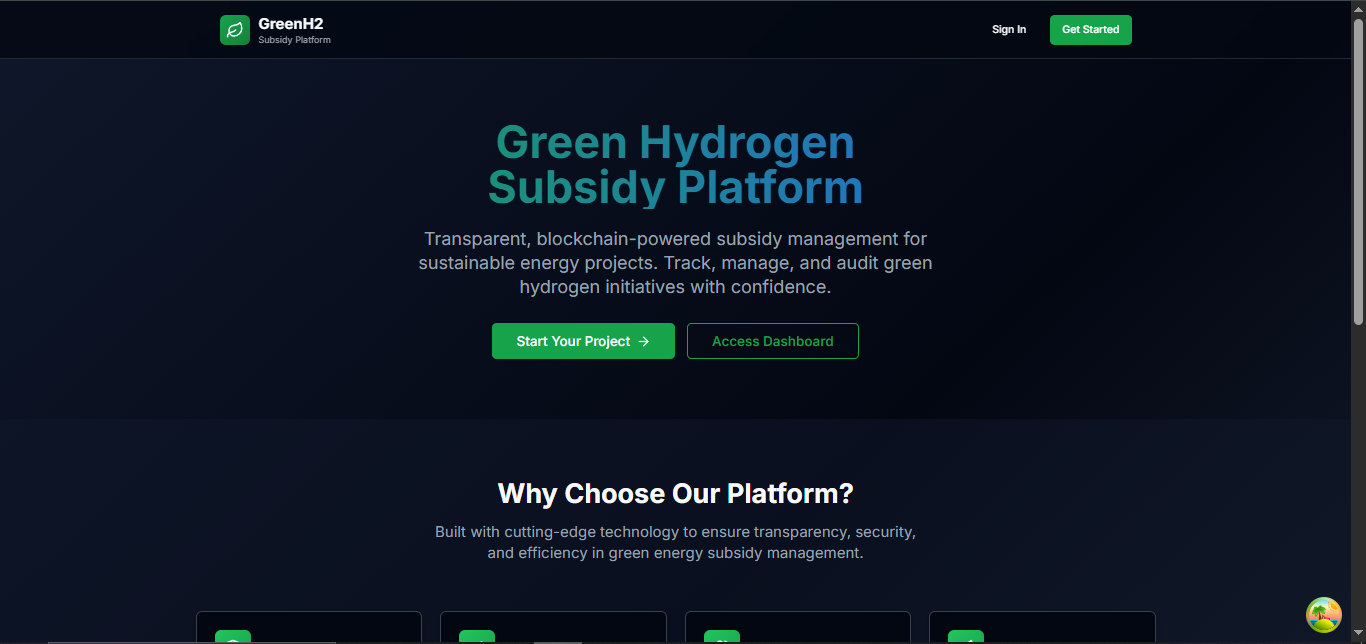 GreenH2
Subsidy Platform
Sign In
Get Started
Green Hydrogen
Subsidy Platform
Transparent, blockchain-powered subsidy management for
sustainable energy projects. Track, manage, and audit green
hydrogen initiatives with confidence.
Start Your Project →
Access Dashboard
Why Choose Our Platform?
Built with cutting-edge technology to ensure transparency, security,
and efficiency in green energy subsidy management.